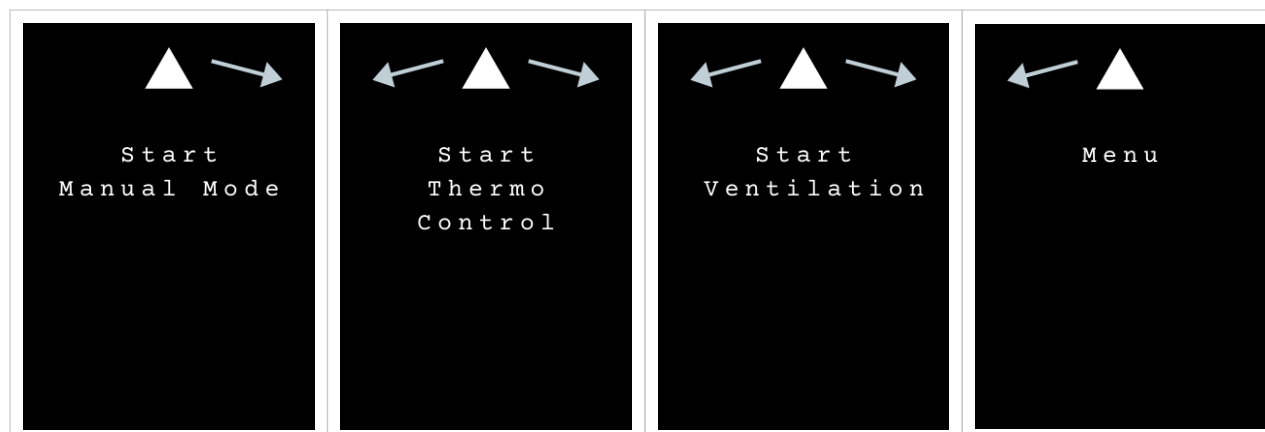 Start
Manual Mode
Start
Thermo
Control
Start
Ventilation
Menu